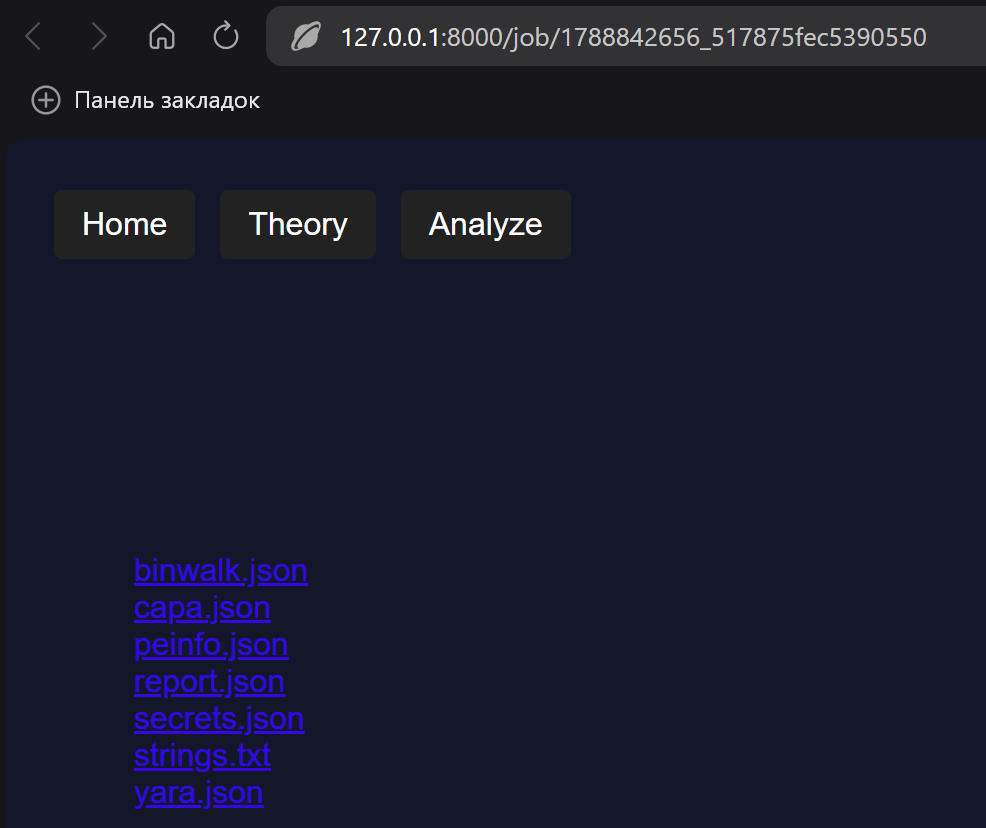 127.0.0.1:8000/job/1788842656_517875fec5390550
Панель закладок
Home Theory Analyze
binwalk.json
capa.json
peinfo.json
report.json
secrets.json
strings.txt
yara.json